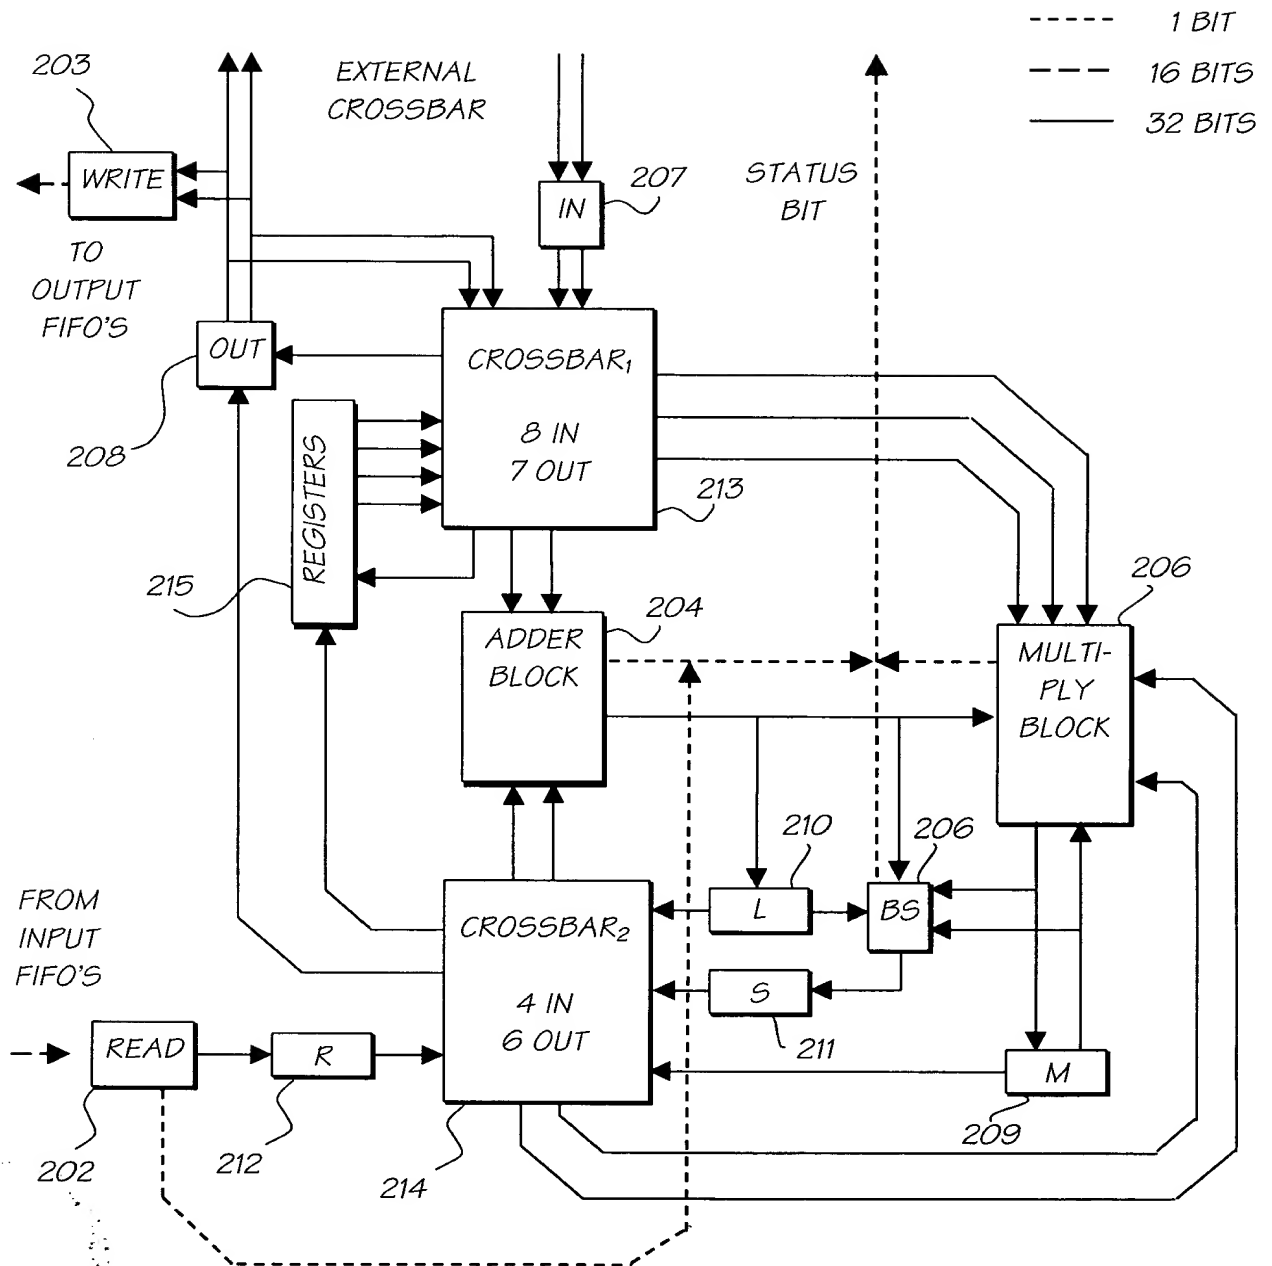 1 BIT
16 BITS
32 BITS
203
EXTERNAL
CROSSBAR
WRITE
207
IN
STATUS
BIT
TO
OUTPUT
FIFO'S
OUT
208
CROSSBAR1
8 IN
7 OUT
213
REGISTERS
215
206
204
ADDER
BLOCK
MULTI-
PLY
BLOCK
210
206
L
BS
FROM
INPUT
FIFO'S
CROSSBAR2
4 IN
6 OUT
S
211
READ
R
M
209
202
212
214